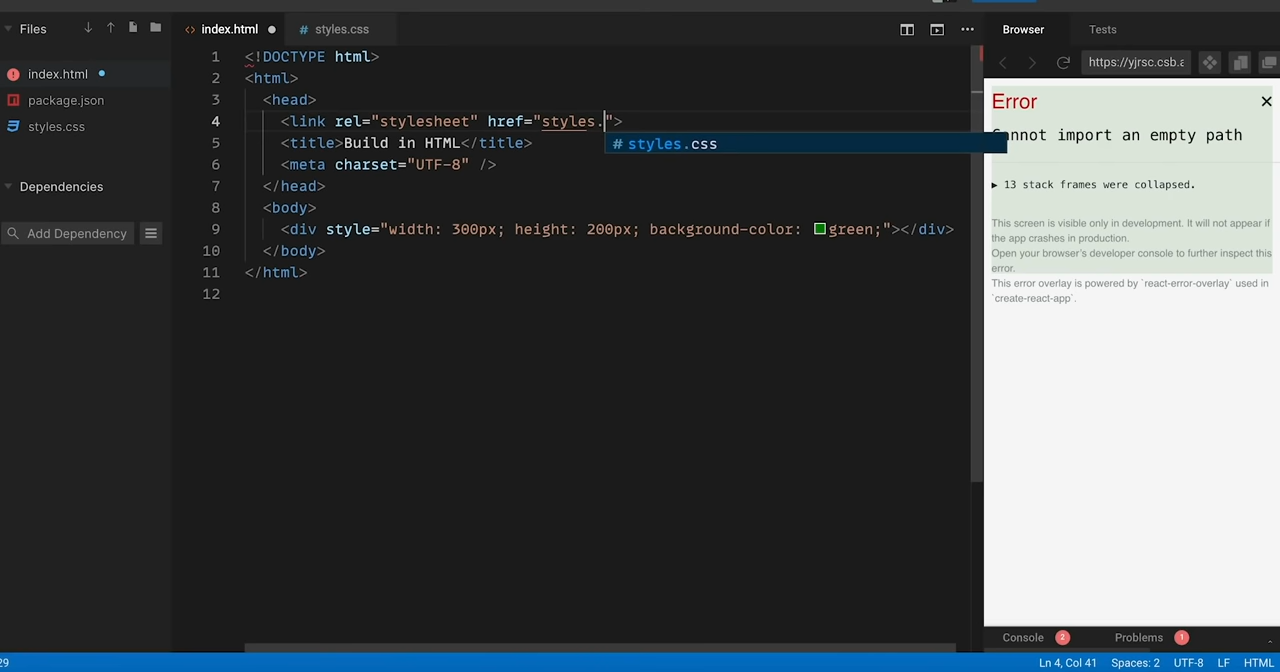 Files
index.html
styles.css
Browser
Tests
index.html
package.json
styles.css
Dependencies
Add Dependency
1 <!DOCTYPE html>
2 <html>
3 <head>
4 <link rel="stylesheet" href="styles.">
# styles.css
5 <title>Build in HTML</title>
6 <meta charset="UTF-8" />
7 </head>
8 <body>
9 <div style="width: 300px; height: 200px; background-color: green;"></div>
10 </body>
11 </html>
12
https://yjrsc.csb.a
Error
annot import an empty path
▶ 13 stack frames were collapsed.
This screen is visible only in development. It will not appear if
the app crashes in production.
Open your browser's developer console to further inspect this
error.
This error overlay is powered by `react-error-overlay` used in
`create-react-app`.
Console 2 Problems 1
29 Ln 4, Col 41 Spaces: 2 UTF-8 LF HTML